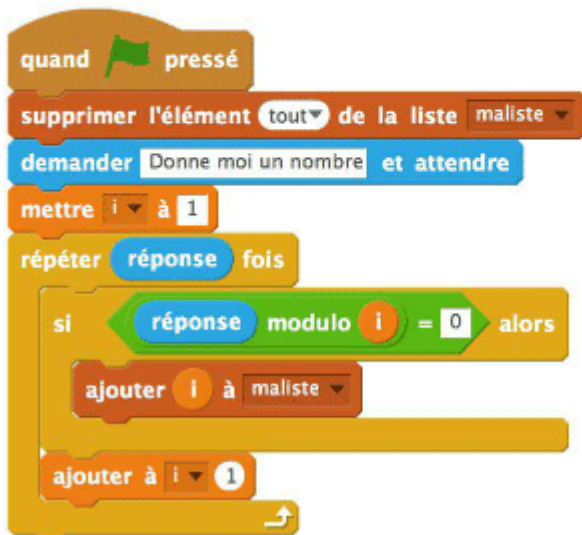 quand pressé
supprimer l'élément tout de la liste maliste
demander Donne moi un nombre et attendre
mettre i à 1
répéter réponse fois
si réponse modulo i = 0 alors
ajouter i à maliste
ajouter à i 1